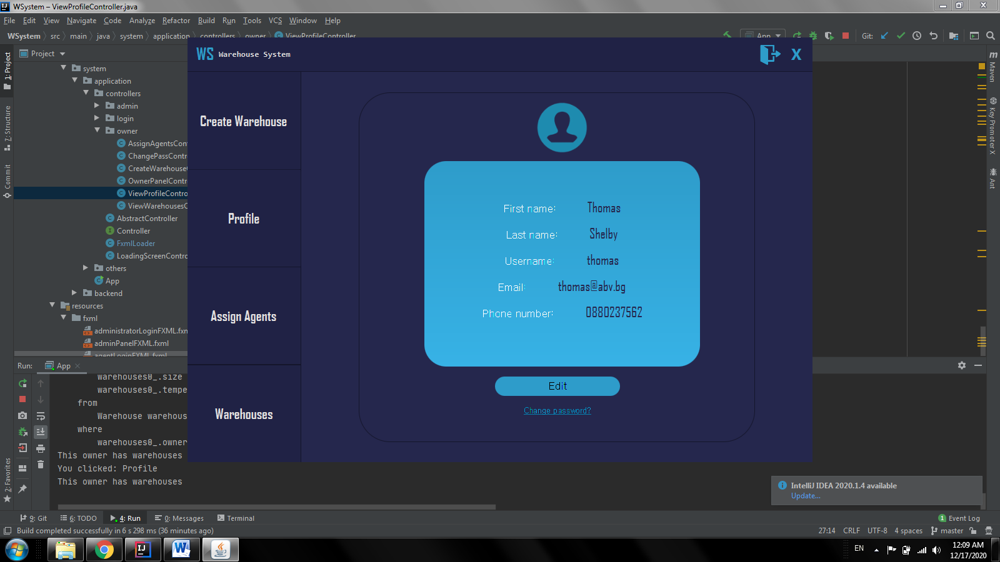 WSystem – ViewProfileController.java
File Edit View Navigate Code Analyze Refactor Build Run Tools VCS Window Help
WSystem src main java system application controllers owner ViewProfileController
App
Git:
1: Project
7: Structure
Commit
2: Favorites
Project
system
application
controllers
admin
login
owner
AssignAgentsCont
ChangePassContr
CreateWarehouse
OwnerPanelContr
ViewProfileContro
ViewWarehousesC
AbstractController
Controller
FxmlLoader
LoadingScreenContro
others
App
backend
resources
fxml
administratorLoginFXML.fxm
adminPanelFXML.fxml
agentLoginFXML.fxml
WS Warehouse System
X
Create Warehouse
Profile
Assign Agents
Warehouses
First name: Thomas
Last name: Shelby
Username: thomas
Email: thomas@abv.bg
Phone number: 0880237562
Edit
Change password?
Maven
Key Promoter X
Ant
Run: App
warehouses0_.size
warehouses0_.tempe
from
Warehouse warehous
where
warehouses0_.owner
This owner has warehouses
You clicked: Profile
This owner has warehouses
IntelliJ IDEA 2020.1.4 available
Update...
9: Git 6: TODO 4: Run 0: Messages Terminal
1 Event Log
Build completed successfully in 6 s 298 ms (36 minutes ago)
27:14 CRLF UTF-8 4 spaces master
EN
12:09 AM
12/17/2020